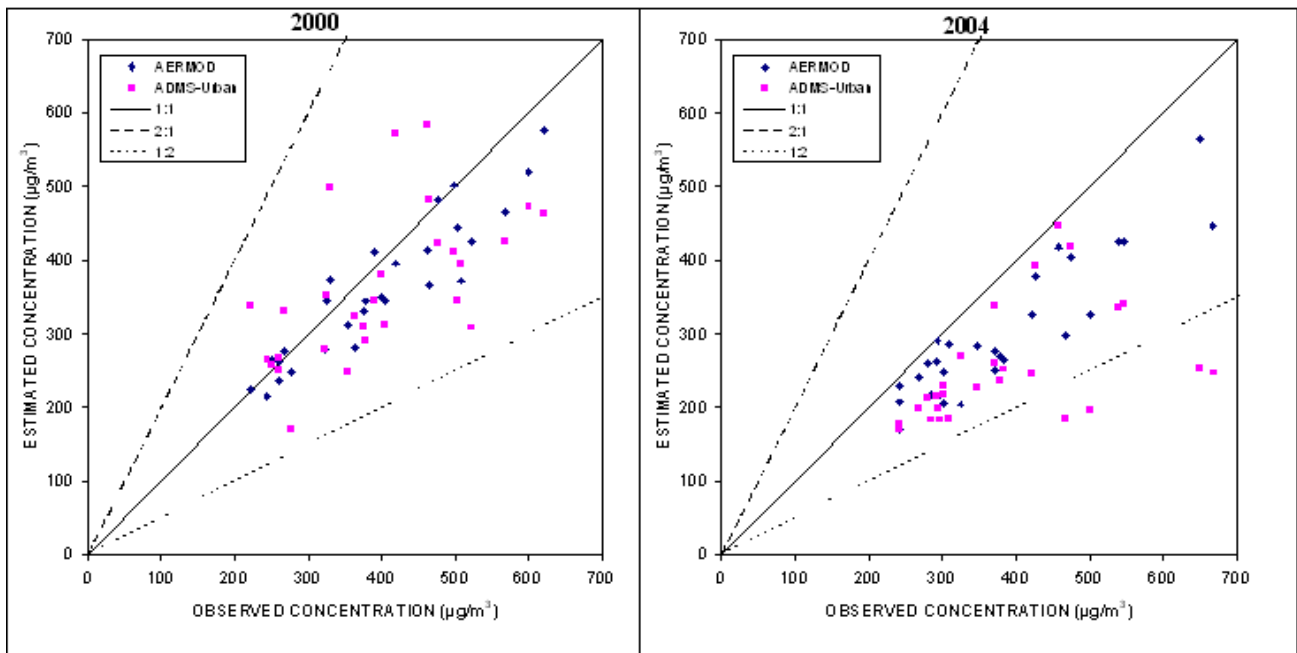 2000
700
600
500
400
300
200
100
0
0 100 200 300 400 500 600 700
ESTIMATED CONCENTRATION (µg/m³)
OBSERVED CONCENTRATION (µg/m³)
AERMOD
ADMS-Urban
1:1
2:1
1:2
2004
700
600
500
400
300
200
100
0
0 100 200 300 400 500 600 700
ESTIMATED CONCENTRATION (µg/m³)
OBSERVED CONCENTRATION (µg/m³)
AERMOD
ADMS-Urban
1:1
2:1
1:2